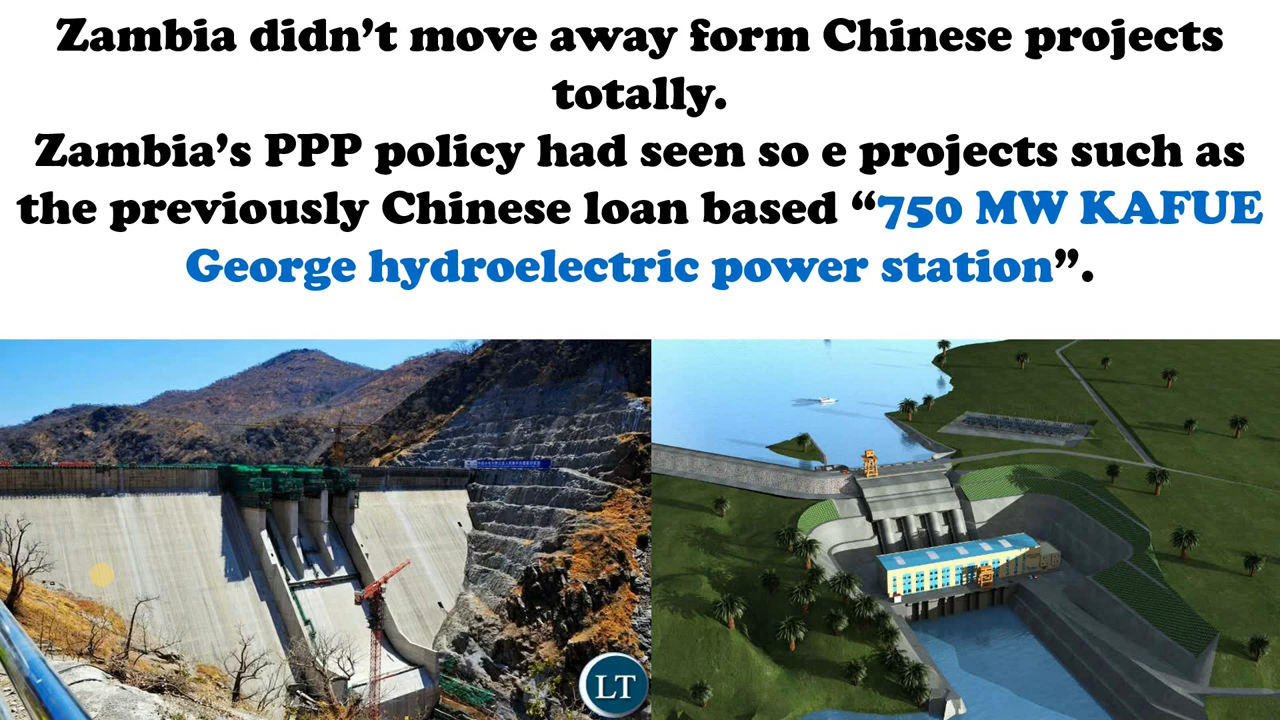 Zambia didn’t move away form Chinese projects
totally.
Zambia’s PPP policy had seen so e projects such as
the previously Chinese loan based “750 MW KAFUE
George hydroelectric power station”.
LT